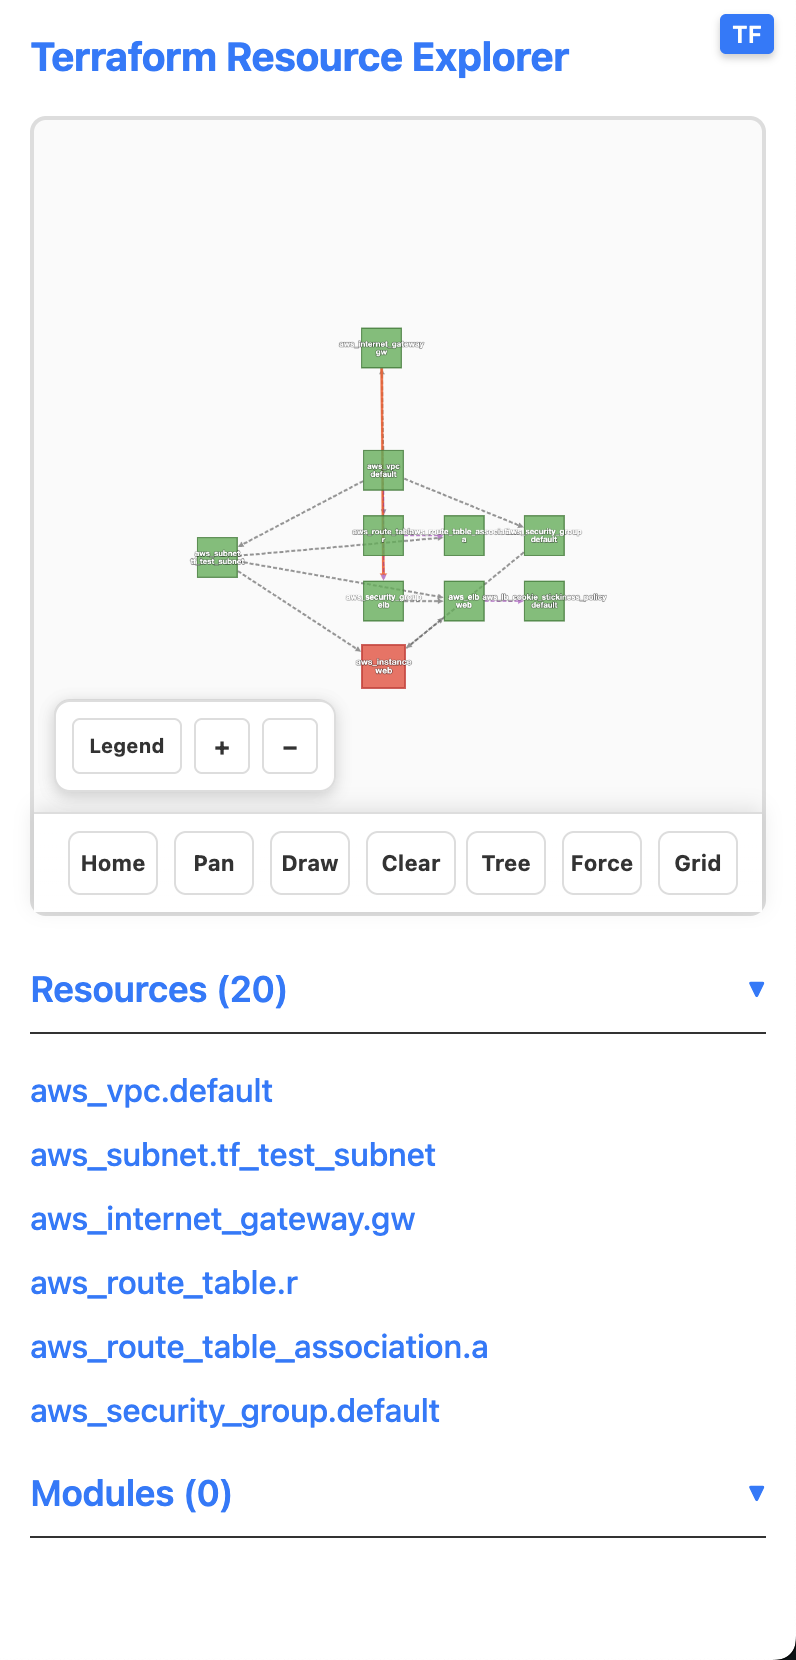 Terraform Resource Explorer
TF
aws_internet_gateway
gw
aws_vpc
default
aws_route_table
r
a
aws_security_group
default
aws_subnet
tf_test_subnet
aws_security_group
elb
aws_elb
web
aws_lb_cookie_stickiness_policy
default
aws_instance
web
Legend
+
−
Home
Pan
Draw
Clear
Tree
Force
Grid
Resources (20)
▼
aws_vpc.default
aws_subnet.tf_test_subnet
aws_internet_gateway.gw
aws_route_table.r
aws_route_table_association.a
aws_security_group.default
Modules (0)
▼